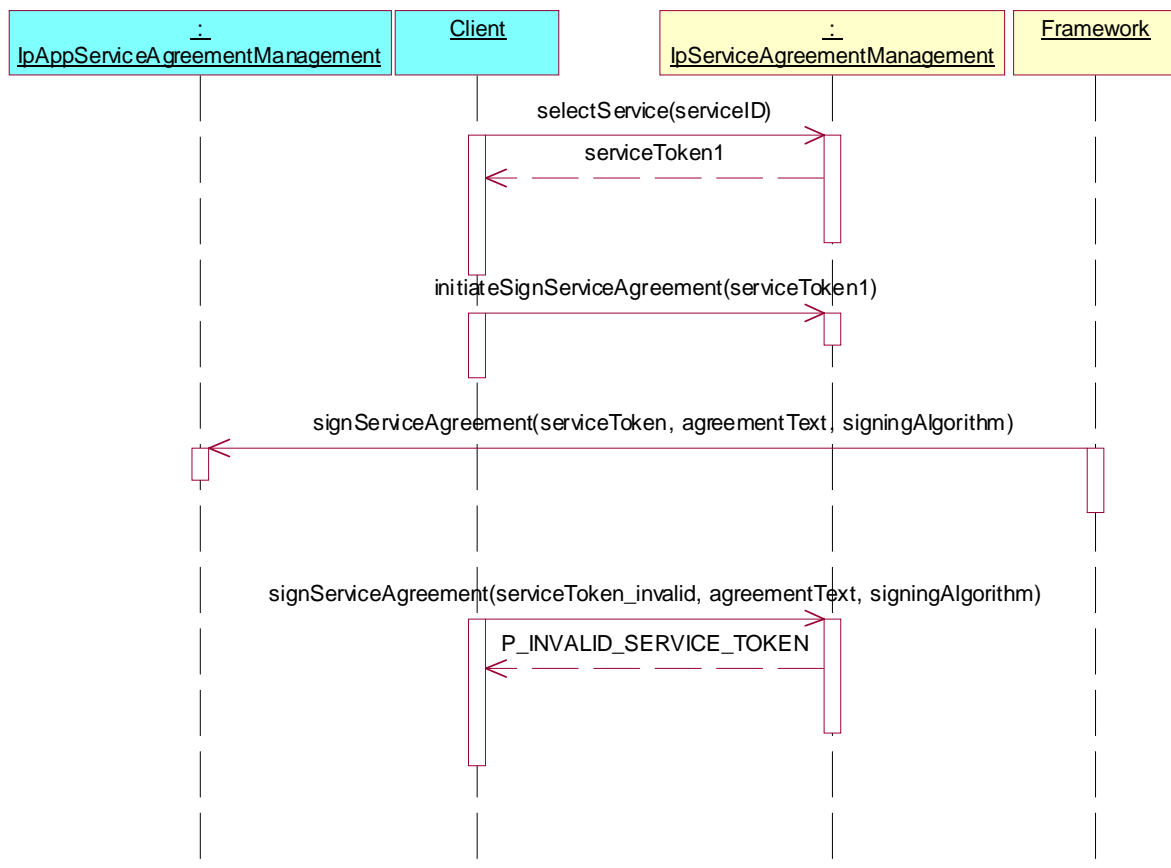 :
IpAppServiceAgreementManagement
Client
:
IpServiceAgreementManagement
Framework
selectService(serviceID)
serviceToken1
initiateSignServiceAgreement(serviceToken1)
signServiceAgreement(serviceToken, agreementText, signingAlgorithm)
signServiceAgreement(serviceToken_invalid, agreementText, signingAlgorithm)
P_INVALID_SERVICE_TOKEN